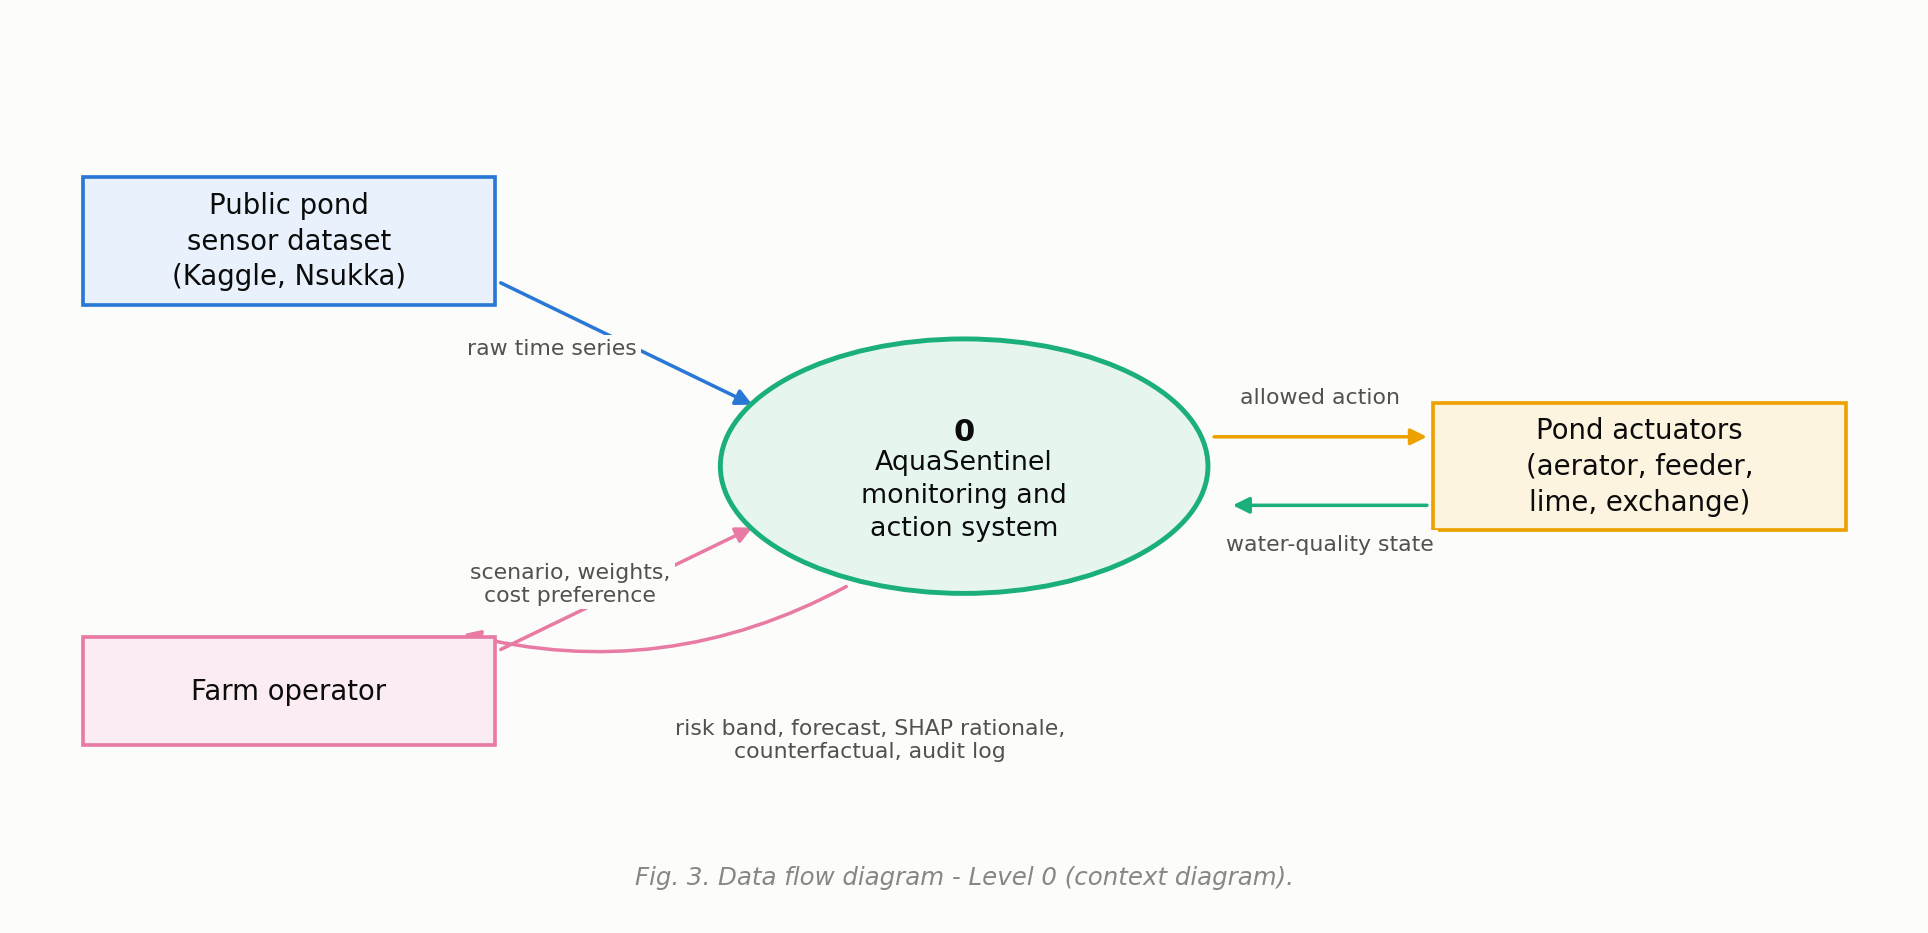 Public pond
sensor dataset
(Kaggle, Nsukka)
raw time series
0
AquaSentinel
monitoring and
action system
allowed action
Pond actuators
(aerator, feeder,
lime, exchange)
water-quality state
scenario, weights,
cost preference
Farm operator
risk band, forecast, SHAP rationale,
counterfactual, audit log
Fig. 3. Data flow diagram - Level 0 (context diagram).